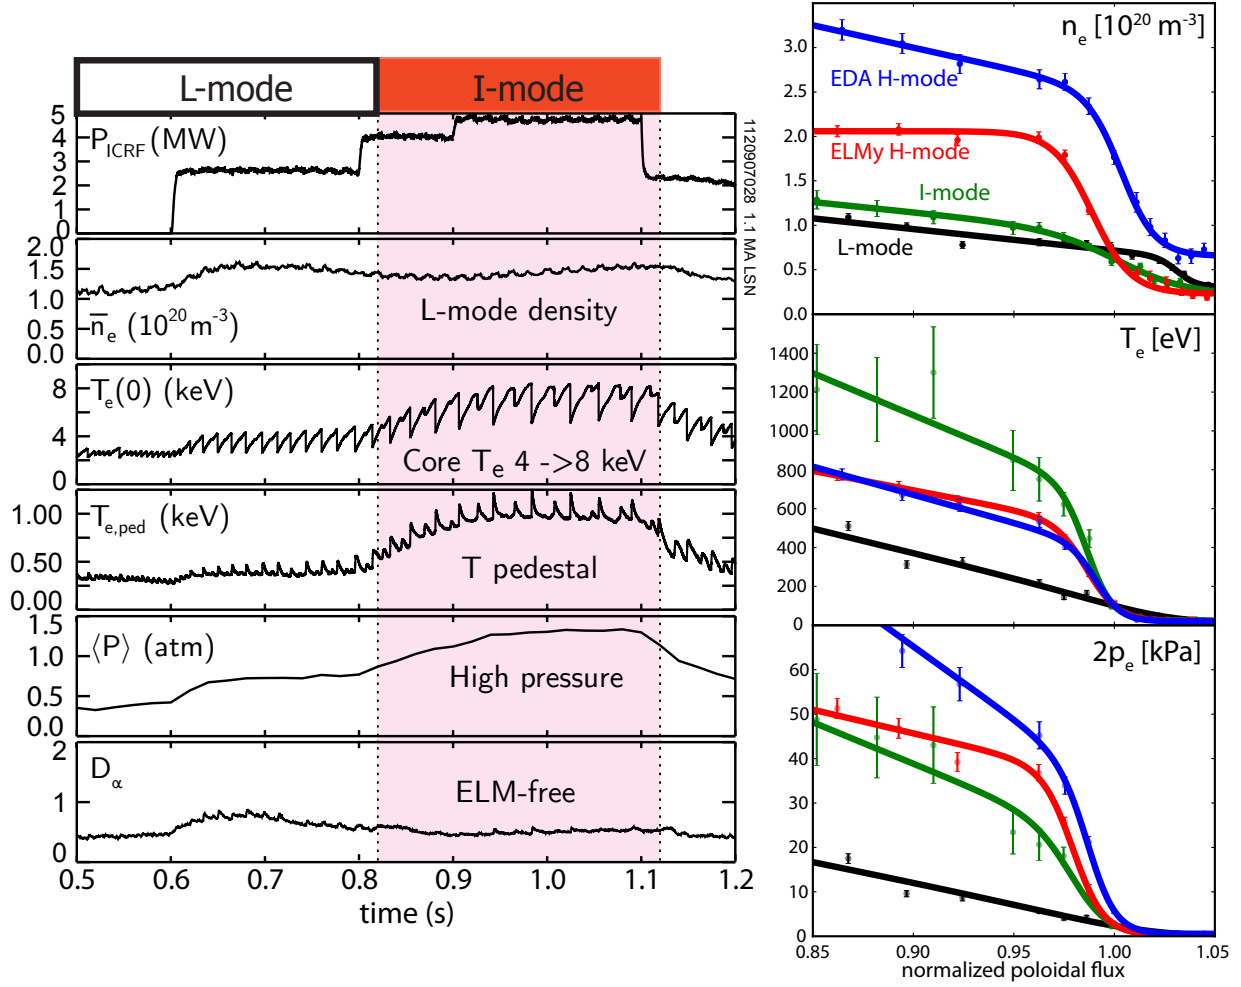 L-mode
I-mode
P_ICRF (MW)
5
4
3
2
1
0
1120907028 1.1 MA LSN
2.0
1.5
1.0
0.5
0.0
n̅_e (10^20 m^-3)
L-mode density
T_e(0) (keV)
8
4
0
Core T_e 4 ->8 keV
T_e,ped (keV)
1.00
0.50
0.00
T pedestal
⟨P⟩ (atm)
1.5
1.0
0.5
0.0
High pressure
D_α
2
1
0
ELM-free
0.5 0.6 0.7 0.8 0.9 1.0 1.1 1.2
time (s)
n_e [10^20 m^-3]
3.0
2.5
2.0
1.5
1.0
0.5
0.0
EDA H-mode
ELMy H-mode
I-mode
L-mode
T_e [eV]
1400
1200
1000
800
600
400
200
0
2p_e [kPa]
60
50
40
30
20
10
0
0.85 0.90 0.95 1.00 1.05
normalized poloidal flux